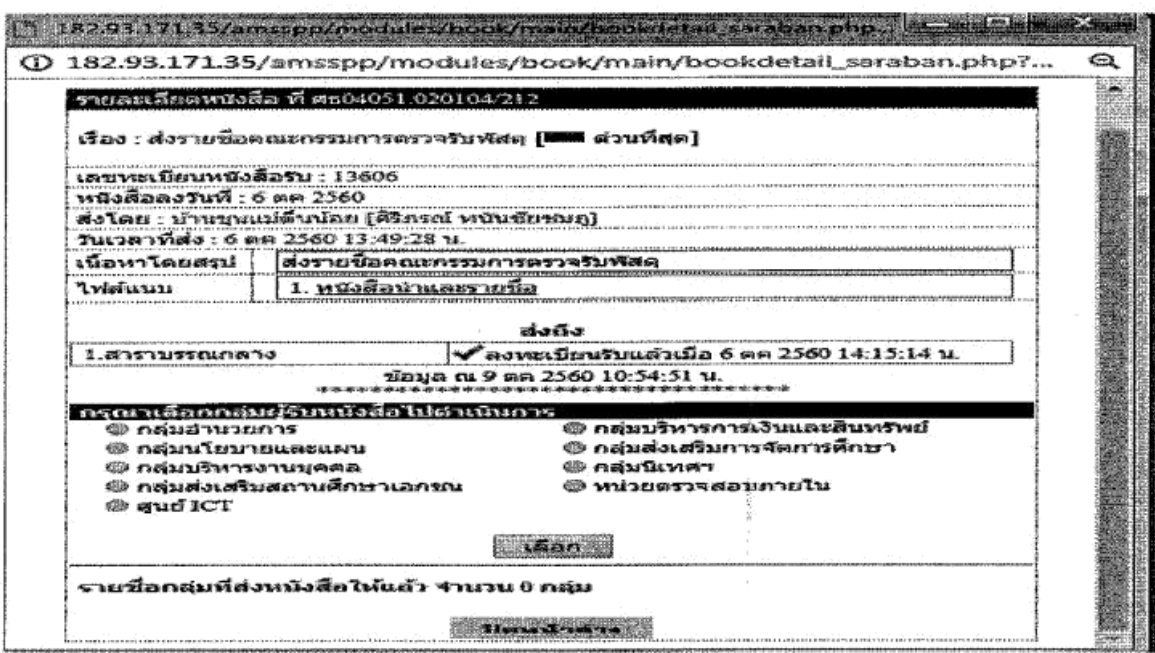 182.93.171.35/amsspp/modules/book/main/bookdetail_saraban.php...
182.93.171.35/amsspp/modules/book/main/bookdetail_saraban.php?...
รายละเอียดหนังสือ ที่ ศธ04051.020104/212
เรื่อง : ส่งรายชื่อคณะกรรมการตรวจรับพัสดุ [ ด่วนที่สุด]
เลขทะเบียนหนังสือรับ : 13606
หนังสือลงวันที่ : 6 ตค 2560
ส่งโดย : บ้านขุนแม่ตื่นน้อย
วันเวลาที่ส่ง : 6 ตค 2560 13:49:28 น.
เนื้อหาโดยสรุป ส่งรายชื่อคณะกรรมการตรวจรับพัสดุ
ไฟล์แนบ 1. หนังสือนำและรายชื่อ
ส่งถึง
1.สาราบรรณกลาง ลงทะเบียนรับแล้วเมื่อ 6 ตค 2560 14:15:14 น.
ข้อมูล ณ 9 ตค 2560 10:54:51 น.
กรุณาเลือกกลุ่มผู้รับหนังสือไปดำเนินการ
กลุ่มอำนวยการ กลุ่มบริหารการเงินและสินทรัพย์
กลุ่มนโยบายและแผน กลุ่มส่งเสริมการจัดการศึกษา
กลุ่มบริหารงานบุคคล กลุ่มนิเทศฯ
กลุ่มส่งเสริมสถานศึกษาเอกชน หน่วยตรวจสอบภายใน
ศูนย์ ICT
เลือก
รายชื่อกลุ่มที่ส่งหนังสือให้แล้ว จำนวน 0 กลุ่ม
ปิดหน้าต่าง